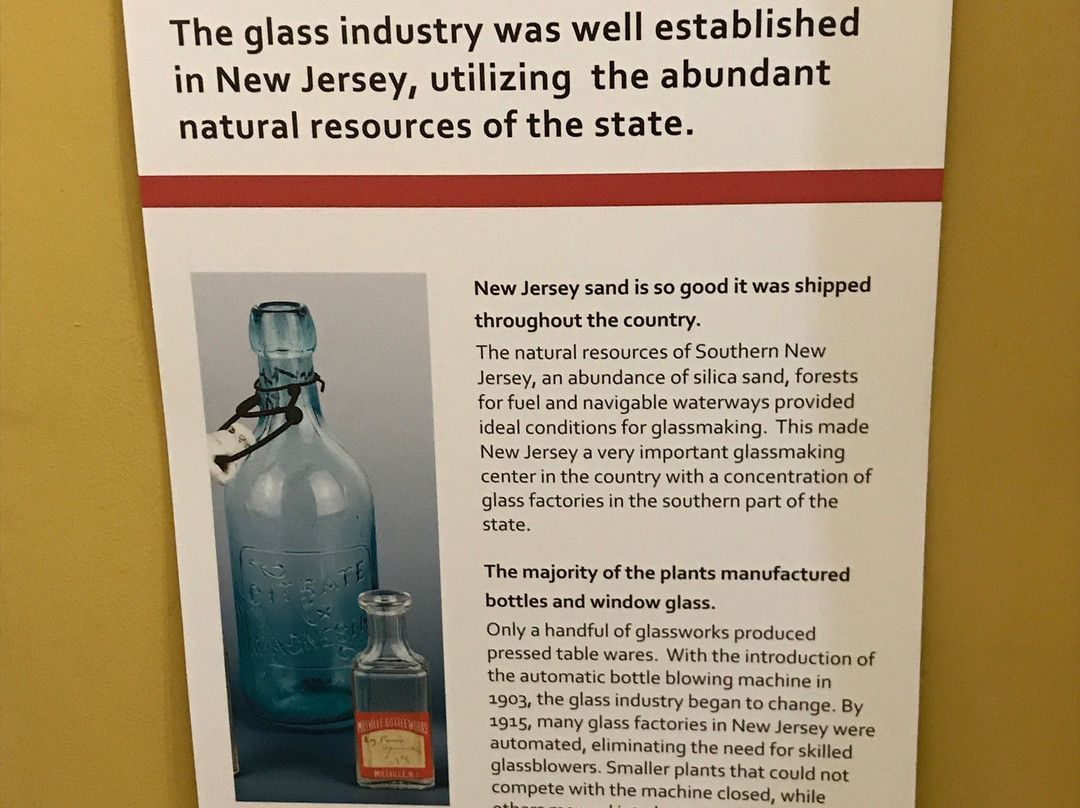 The glass industry was well established
in New Jersey, utilizing the abundant
natural resources of the state.
New Jersey sand is so good it was shipped
throughout the country.
The natural resources of Southern New
Jersey, an abundance of silica sand, forests
for fuel and navigable waterways provided
ideal conditions for glassmaking. This made
New Jersey a very important glassmaking
center in the country with a concentration of
glass factories in the southern part of the
state.
The majority of the plants manufactured
bottles and window glass.
Only a handful of glassworks produced
pressed table wares. With the introduction of
the automatic bottle blowing machine in
1903, the glass industry began to change. By
1915, many glass factories in New Jersey were
automated, eliminating the need for skilled
glassblowers. Smaller plants that could not
compete with the machine closed, while
CITRATE
MILLVILLE BOTTLE WORKS
MILLVILLE, N.J.